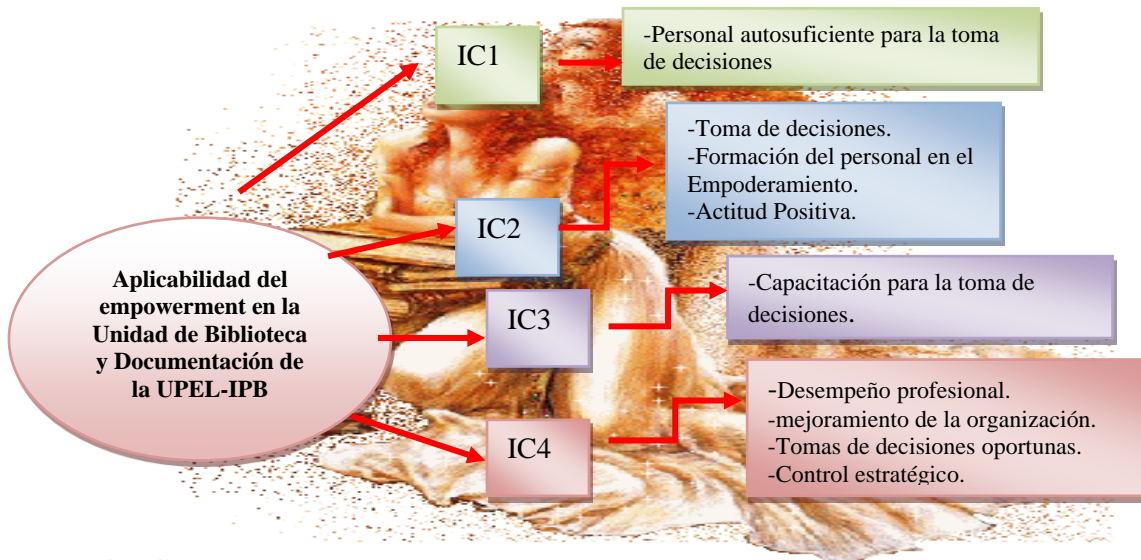 IC1
-Personal autosuficiente para la toma
de decisiones
IC2
-Toma de decisiones.
-Formación del personal en el
Empoderamiento.
-Actitud Positiva.
Aplicabilidad del
empowerment en la
Unidad de Biblioteca
y Documentación de
la UPEL-IPB
IC3
-Capacitación para la toma de
decisiones.
IC4
-Desempeño profesional.
-mejoramiento de la organización.
-Tomas de decisiones oportunas.
-Control estratégico.